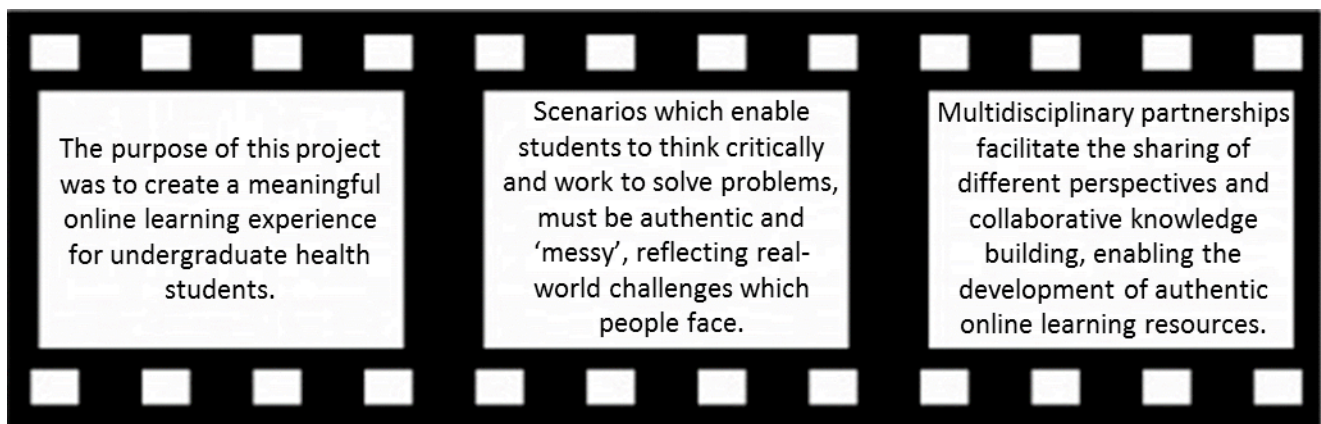 The purpose of this project
was to create a meaningful
online learning experience
for undergraduate health
students.
Scenarios which enable
students to think critically
and work to solve problems,
must be authentic and
‘messy’, reflecting real-
world challenges which
people face.
Multidisciplinary partnerships
facilitate the sharing of
different perspectives and
collaborative knowledge
building, enabling the
development of authentic
online learning resources.